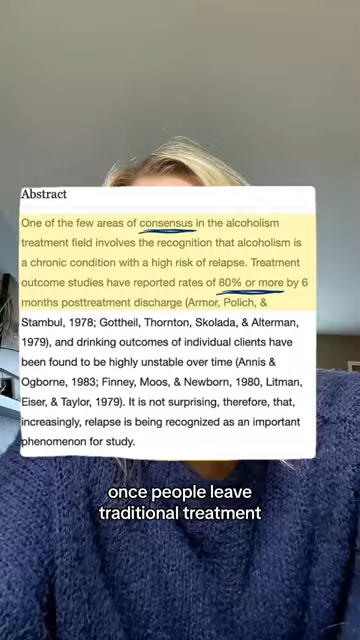 Abstract
One of the few areas of consensus in the alcoholism
treatment field involves the recognition that alcoholism is
a chronic condition with a high risk of relapse. Treatment
outcome studies have reported rates of 80% or more by 6
months posttreatment discharge (Armor, Polich, &
Stambul, 1978; Gottheil, Thornton, Skolada, & Alterman,
1979), and drinking outcomes of individual clients have
been found to be highly unstable over time (Annis &
Ogborne, 1983; Finney, Moos, & Newborn, 1980, Litman,
Eiser, & Taylor, 1979). It is not surprising, therefore, that,
increasingly, relapse is being recognized as an important
phenomenon for study.
once people leave
traditional treatment